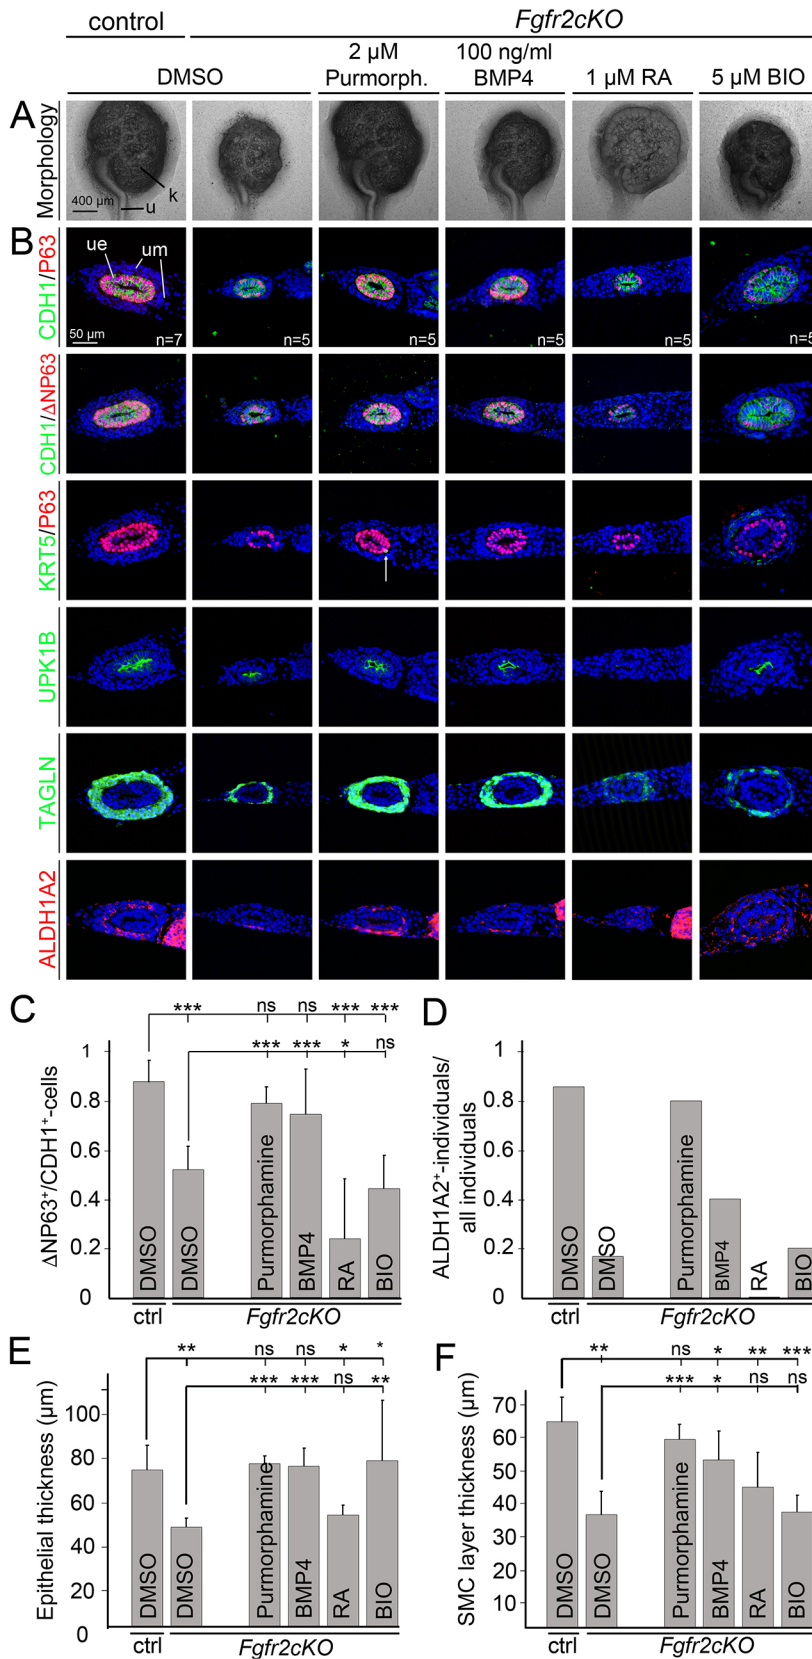 control
Fgfr2cKO
DMSO
2 µM
Purmorph.
100 ng/ml
BMP4
1 µM RA
5 µM BIO
A
Morphology
400 µm
k
u
B
CDH1/P63
ue
um
50 µm
n=7
n=5
n=5
n=5
n=5
n=5
CDH1/ΔNP63
KRT5/P63
UPK1B
TAGLN
ALDH1A2
C
***
ns
ns
***
***
***
***
*
ns
ΔNP63⁺/CDH1⁺-cells
1
0.8
0.6
0.4
0.2
0
DMSO
DMSO
Purmorphamine
BMP4
RA
BIO
ctrl
Fgfr2cKO
D
ALDH1A2⁺-individuals/
all individuals
1
0.8
0.6
0.4
0.2
0
DMSO
DMSO
Purmorphamine
BMP4
RA
BIO
ctrl
Fgfr2cKO
E
**
ns
ns
*
*
***
***
ns
**
Epithelial thickness (µm)
100
80
60
40
20
0
DMSO
DMSO
Purmorphamine
BMP4
RA
BIO
ctrl
Fgfr2cKO
F
**
ns
*
**
***
***
*
ns
ns
SMC layer thickness (µm)
70
60
50
40
30
20
10
DMSO
DMSO
Purmorphamine
BMP4
RA
BIO
ctrl
Fgfr2cKO